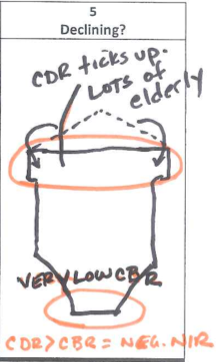 5
Declining?
CDR ticks up.
LOTS of
elderly
VERY LOW CBR
CDR>CBR = NEG. NIR